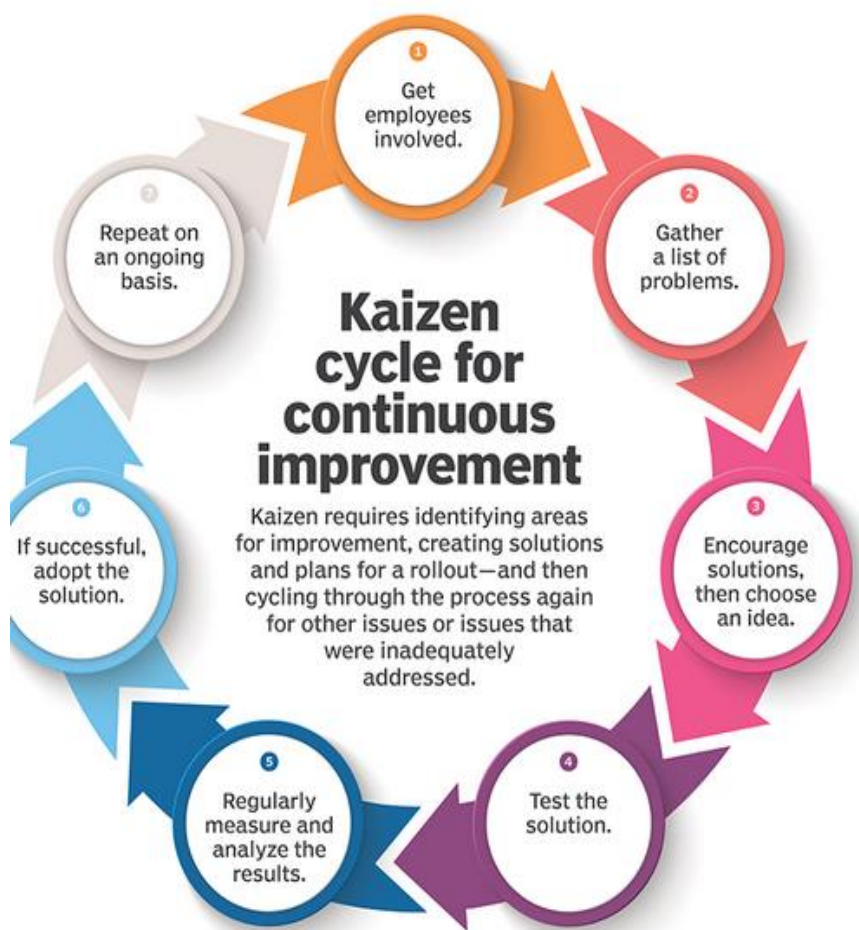 Kaizen
cycle for
continuous
improvement
Kaizen requires identifying areas
for improvement, creating solutions
and plans for a rollout—and then
cycling through the process again
for other issues or issues that
were inadequately
addressed.
1
Get
employees
involved.
2
Gather
a list of
problems.
3
Encourage
solutions,
then choose
an idea.
4
Test the
solution.
5
Regularly
measure and
analyze the
results.
6
If successful,
adopt the
solution.
7
Repeat on
an ongoing
basis.